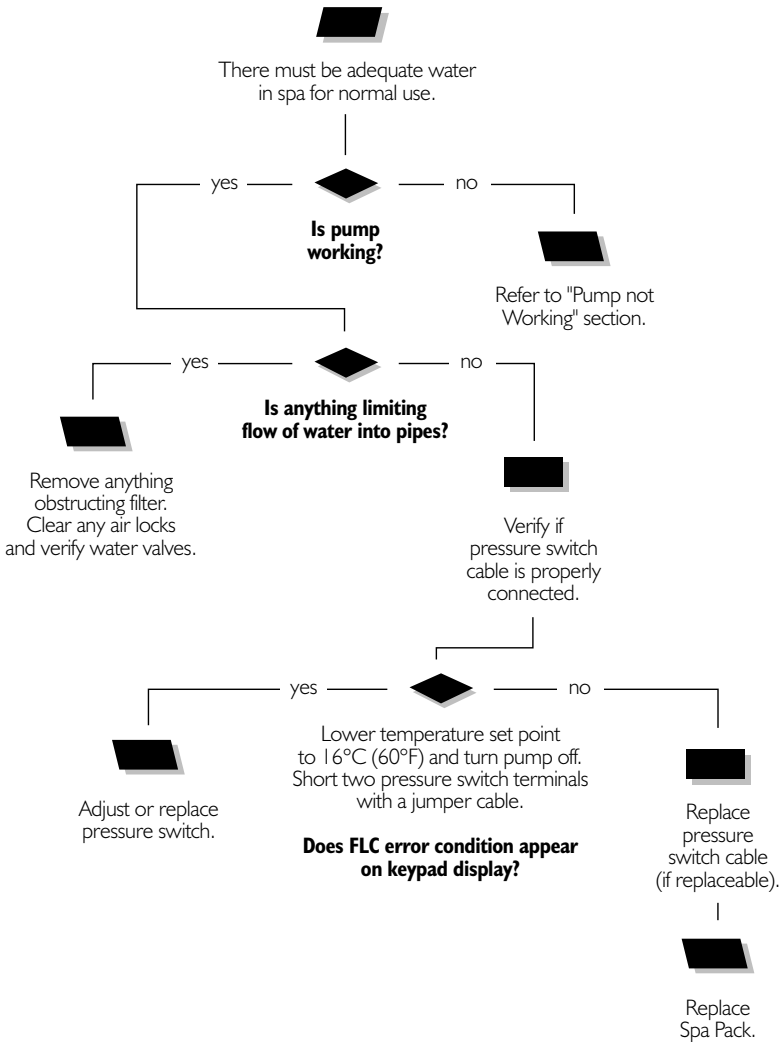 There must be adequate water
in spa for normal use.
yes
no
Is pump
working?
Refer to "Pump not
Working" section.
yes
no
Is anything limiting
flow of water into pipes?
Remove anything
obstructing filter.
Clear any air locks
and verify water valves.
Verify if
pressure switch
cable is properly
connected.
yes
no
Lower temperature set point
to 16°C (60°F) and turn pump off.
Short two pressure switch terminals
with a jumper cable.
Does FLC error condition appear
on keypad display?
Adjust or replace
pressure switch.
Replace
pressure
switch cable
(if replaceable).
Replace
Spa Pack.